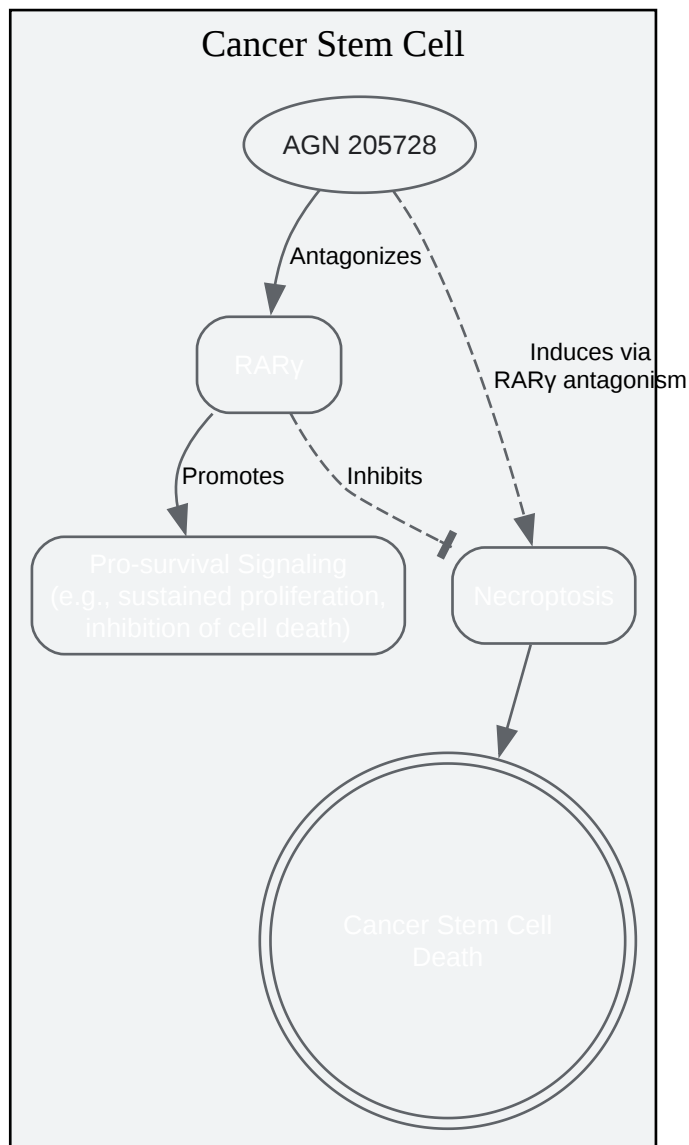 Cancer Stem Cell
AGN 205728
Antagonizes
Induces via
RARγ antagonism
RARγ
Promotes
Inhibits
Pro-survival Signaling
(e.g., sustained proliferation,
inhibition of cell death)
Necroptosis
Cancer Stem Cell
Death